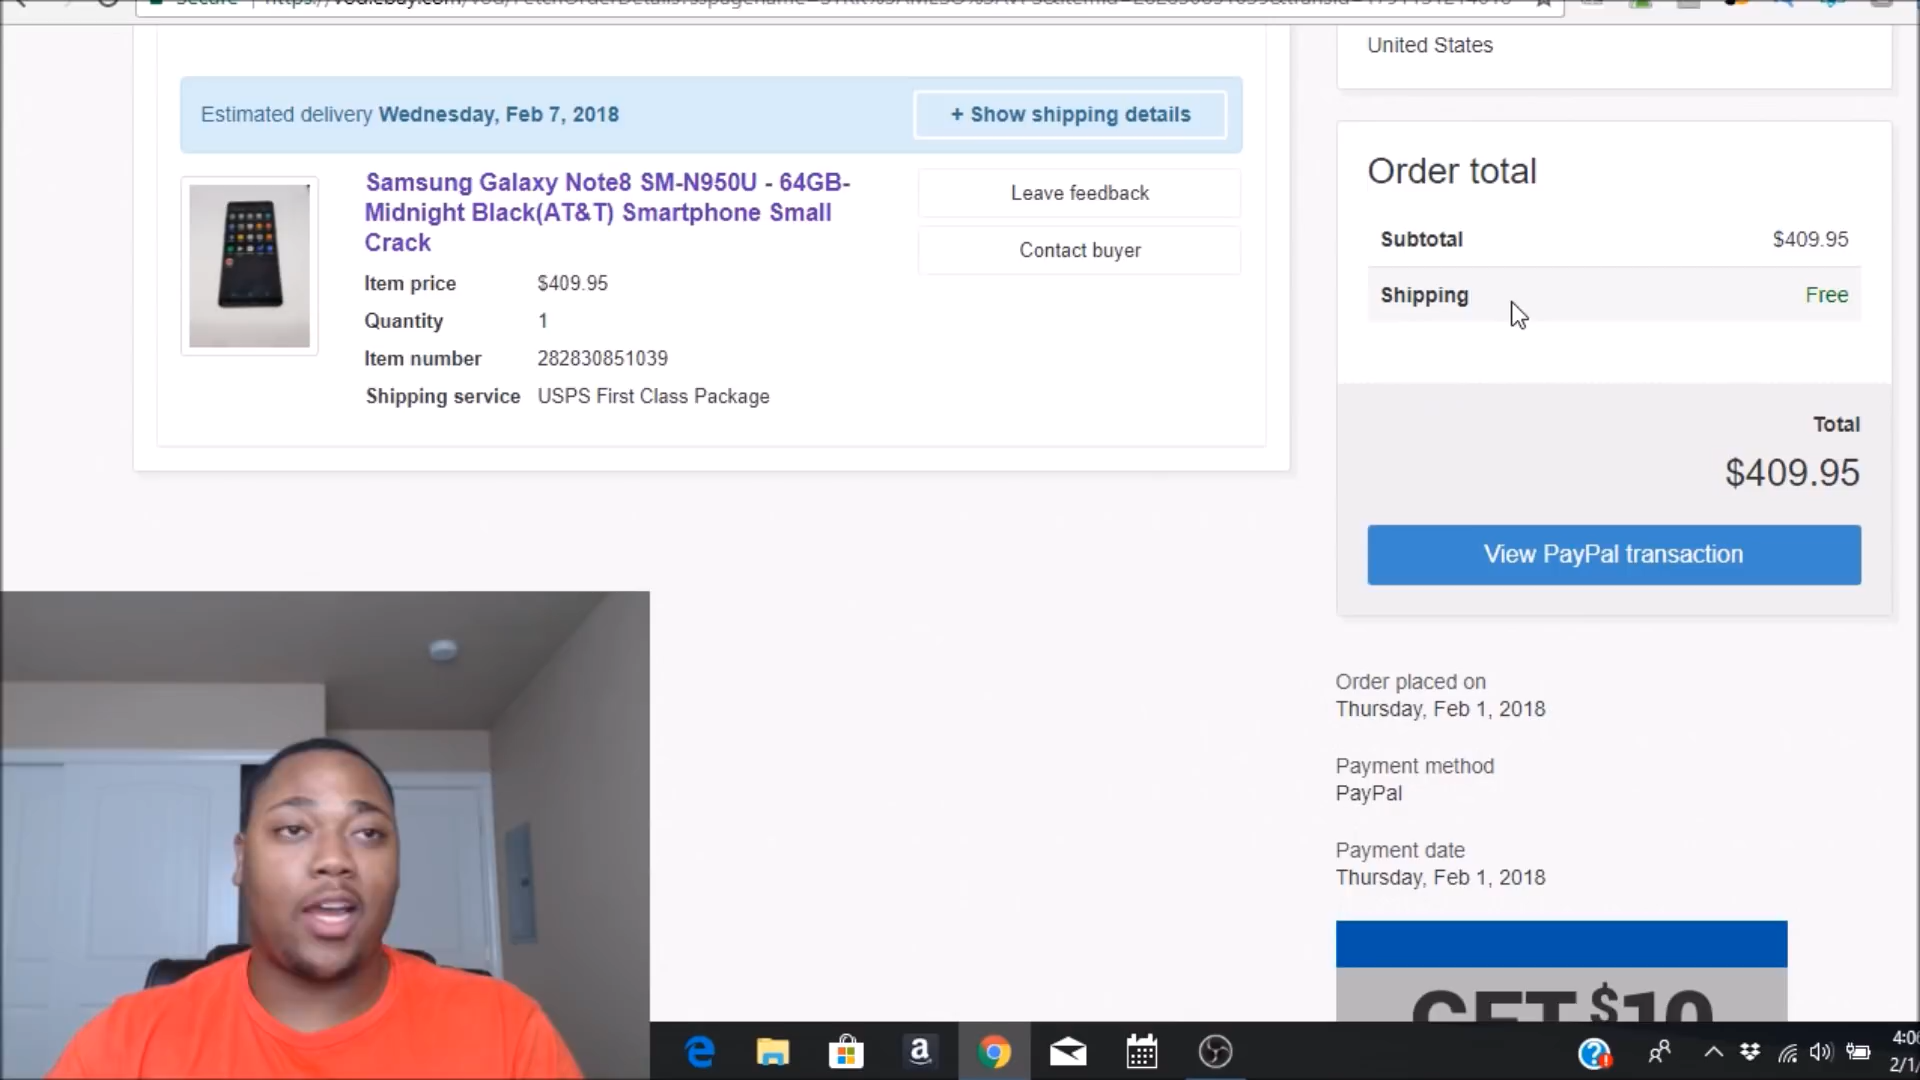 United States
Estimated delivery Wednesday, Feb 7, 2018
+ Show shipping details
Samsung Galaxy Note8 SM-N950U - 64GB-
Midnight Black(AT&T) Smartphone Small
Crack
Leave feedback
Contact buyer
Item price $409.95
Quantity 1
Item number 282830851039
Shipping service USPS First Class Package
Order total
Subtotal $409.95
Shipping Free
Total
$409.95
View PayPal transaction
Order placed on
Thursday, Feb 1, 2018
Payment method
PayPal
Payment date
Thursday, Feb 1, 2018
GET $10